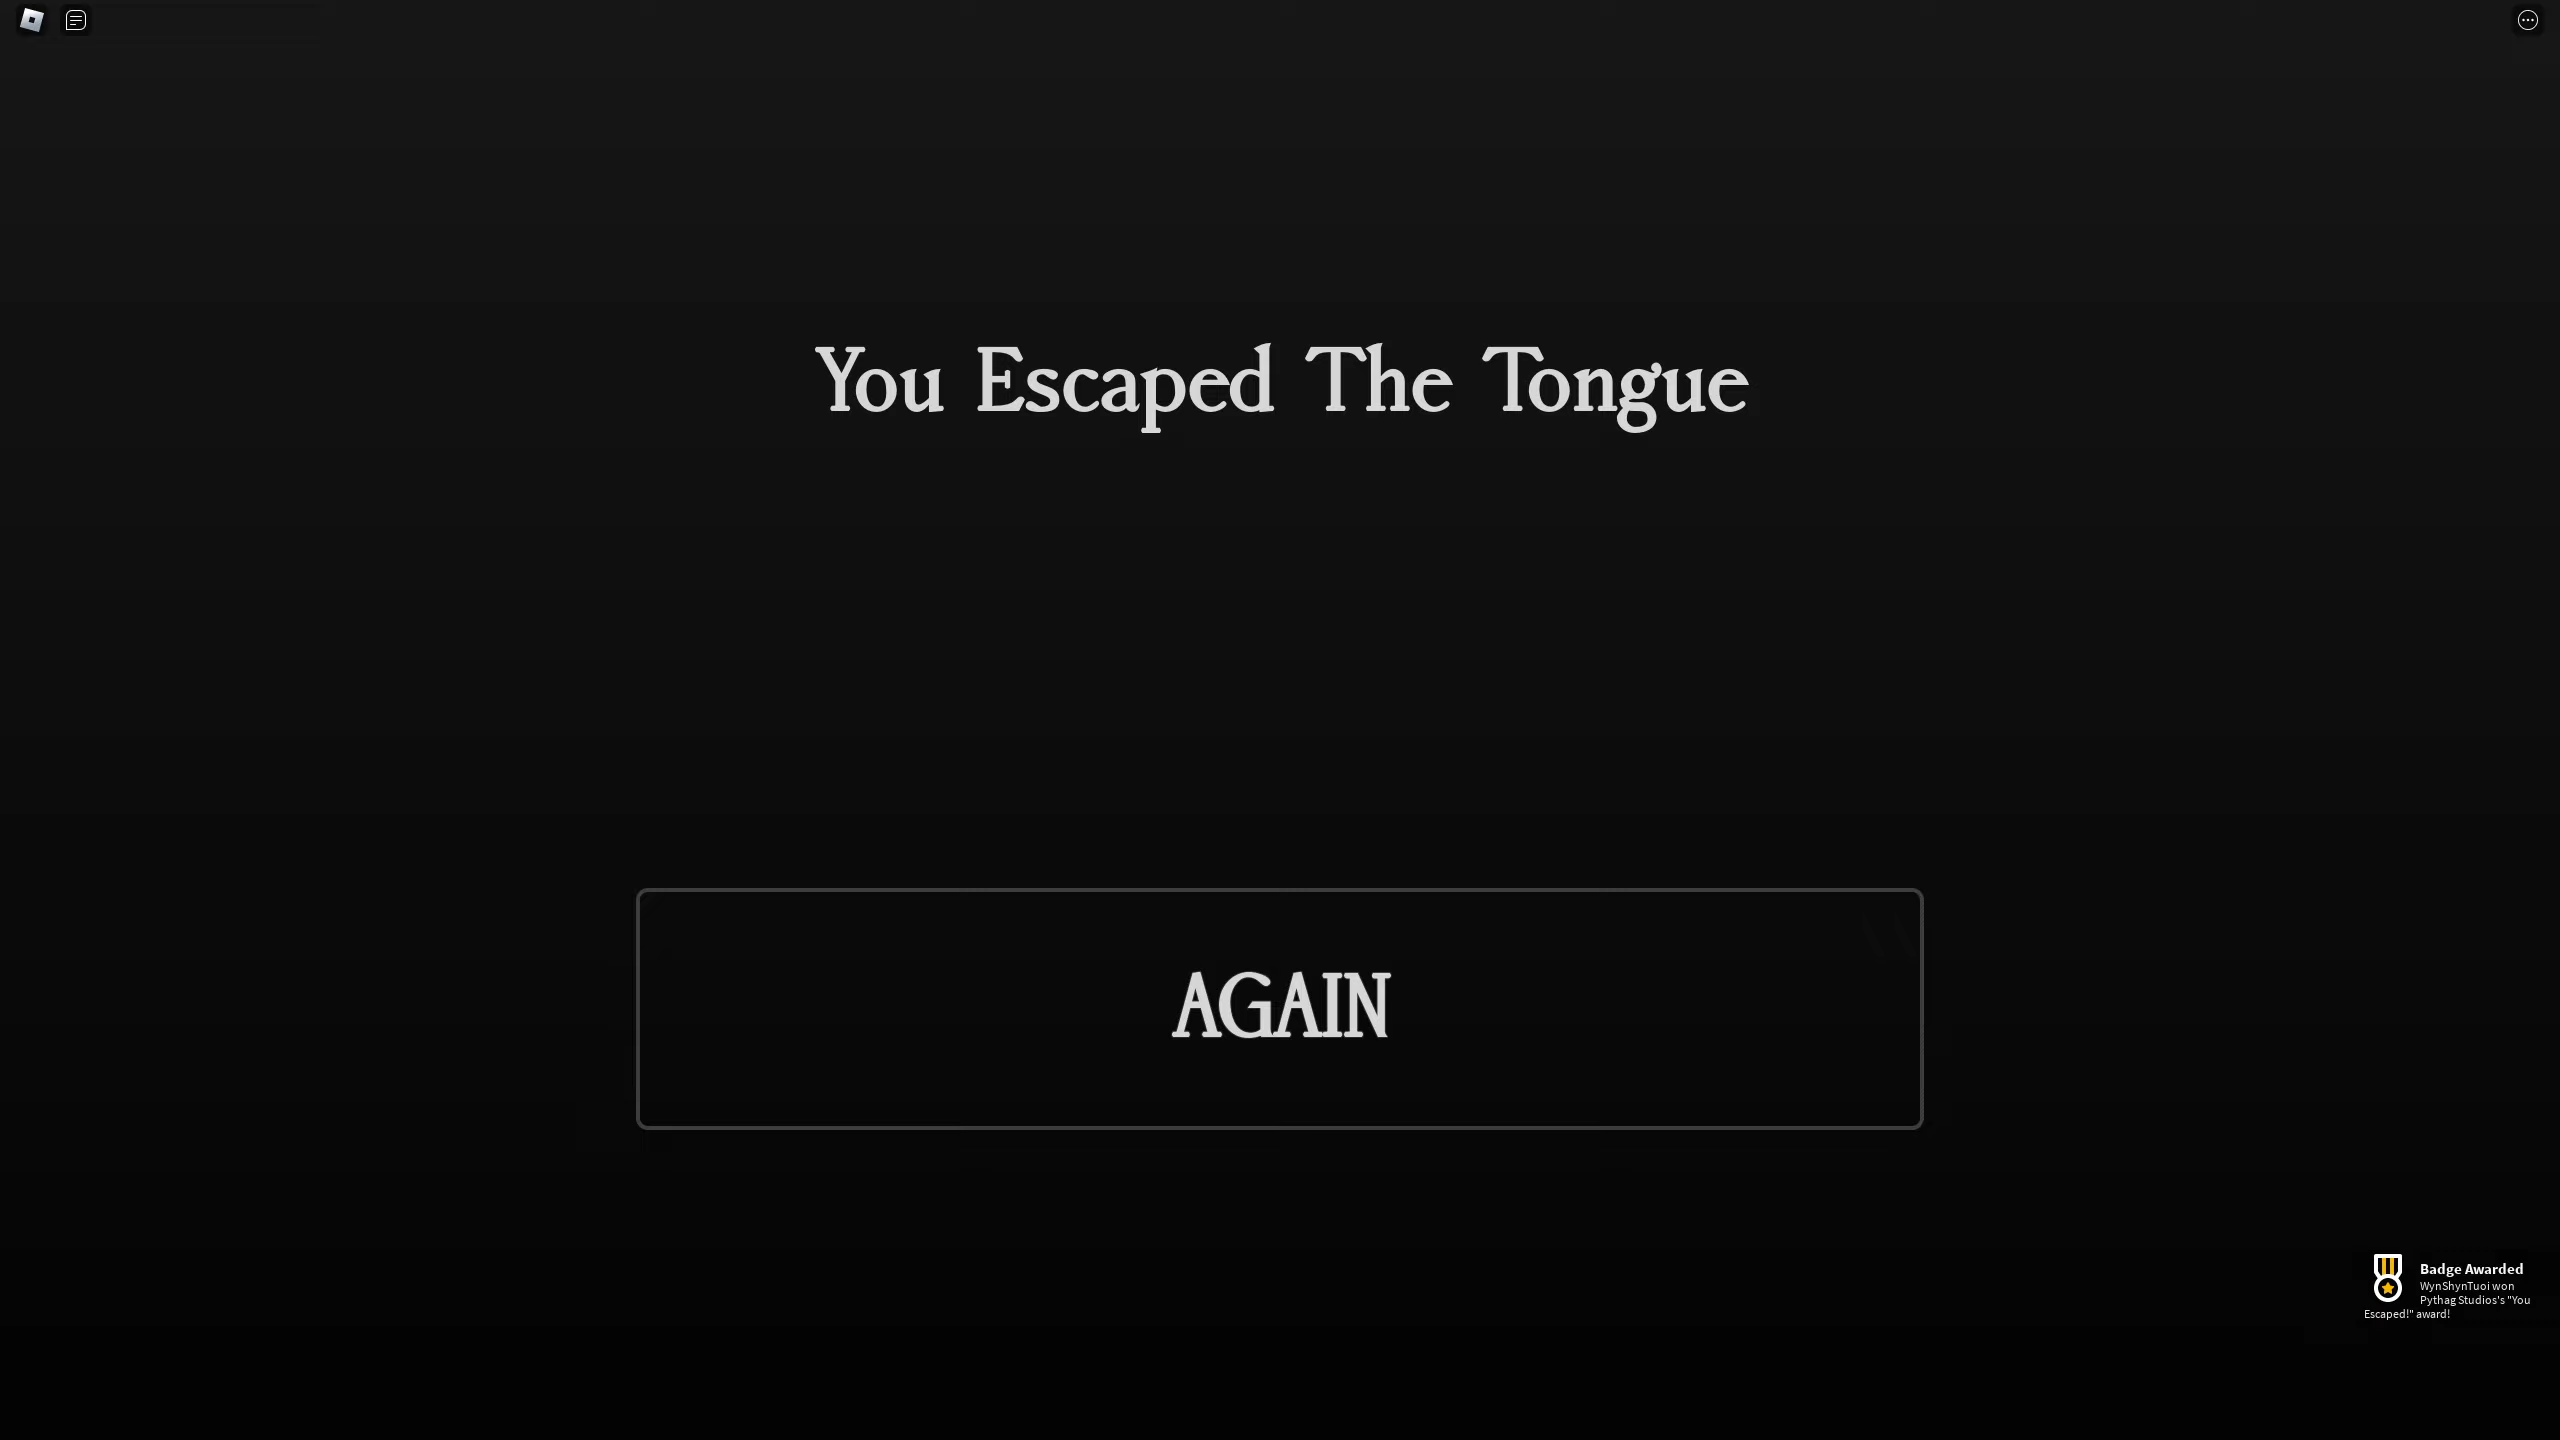 You Escaped The Tongue
AGAIN
Badge Awarded
WynShynTuoi won
Pythag Studios's "You
Escaped!" award!